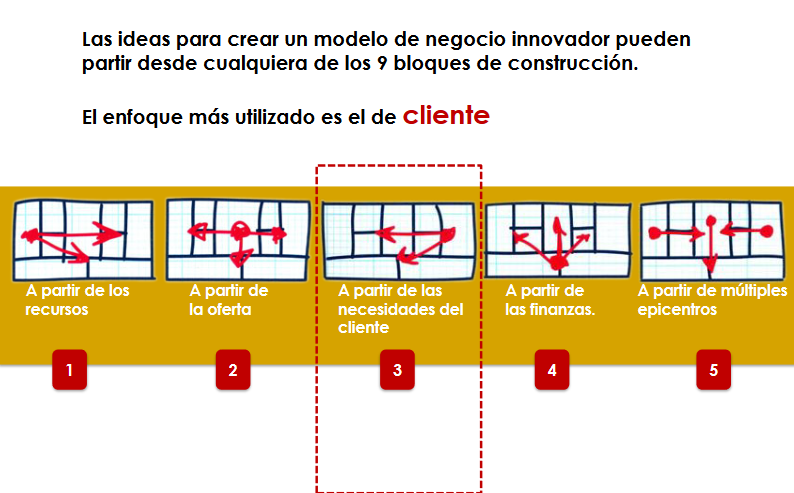 Las ideas para crear un modelo de negocio innovador pueden
partir desde cualquiera de los 9 bloques de construcción.
El enfoque más utilizado es el de cliente
A partir de los
recursos
A partir de
la oferta
A partir de las
necesidades del
cliente
A partir de
las finanzas.
A partir de múltiples
epicentros
1
2
3
4
5